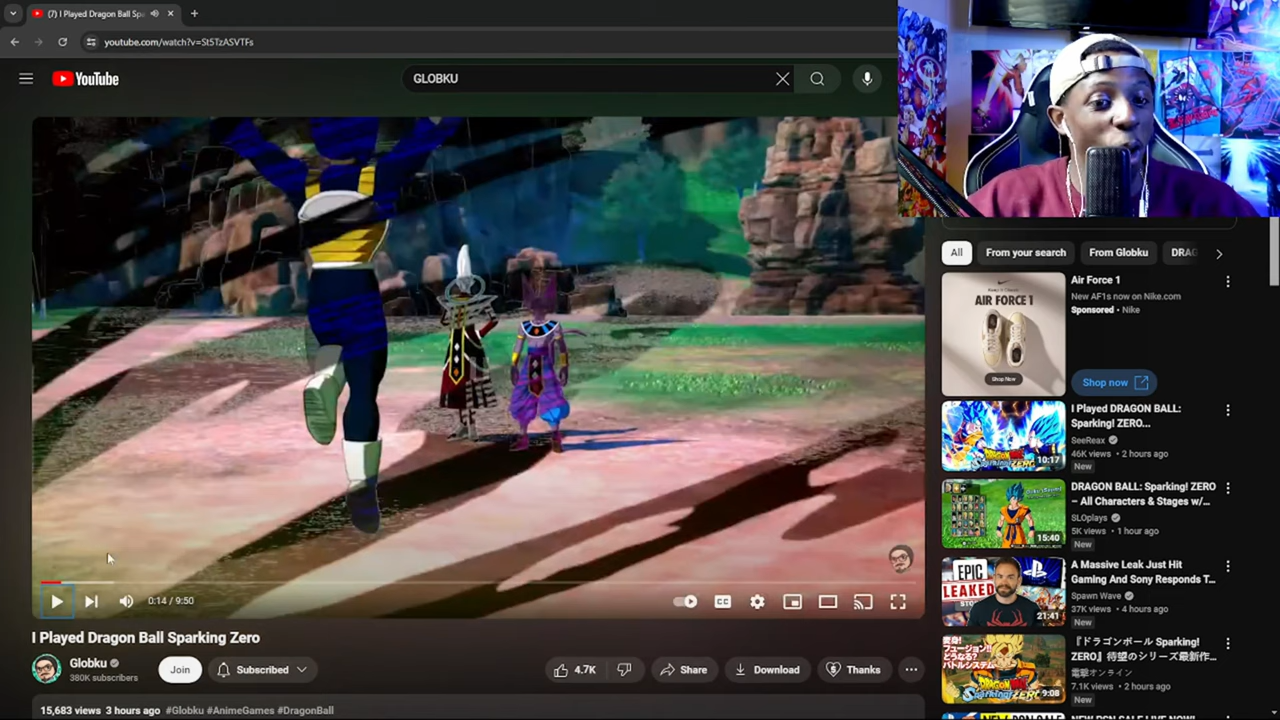 (7) I Played Dragon Ball Spa
youtube.com/watch?v=St5TzASVTFs
YouTube
GLOBKU
All
From your search
From Globku
DRAG
AIR FORCE 1
Shop Now
Air Force 1
New AF1s now on Nike.com
Sponsored • Nike
Shop now
10:17
I Played DRAGON BALL:
Sparking! ZERO...
SeeReax
46K views • 2 hours ago
New
15:40
DRAGON BALL: Sparking! ZERO
– All Characters & Stages w/...
SLOplays
5K views • 1 hour ago
New
EPIC
LEAKED
21:41
A Massive Leak Just Hit
Gaming And Sony Responds T...
Spawn Wave
37K views • 4 hours ago
New
9:08
『ドラゴンボール Sparking!
ZERO』待望のシリーズ最新作...
電撃オンライン
7.1K views • 2 hours ago
New
0:14 / 9:50
CC
I Played Dragon Ball Sparking Zero
Globku
380K subscribers
Join
Subscribed
4.7K
Share
Download
Thanks
15,683 views 3 hours ago #Globku #AnimeGames #DragonBall